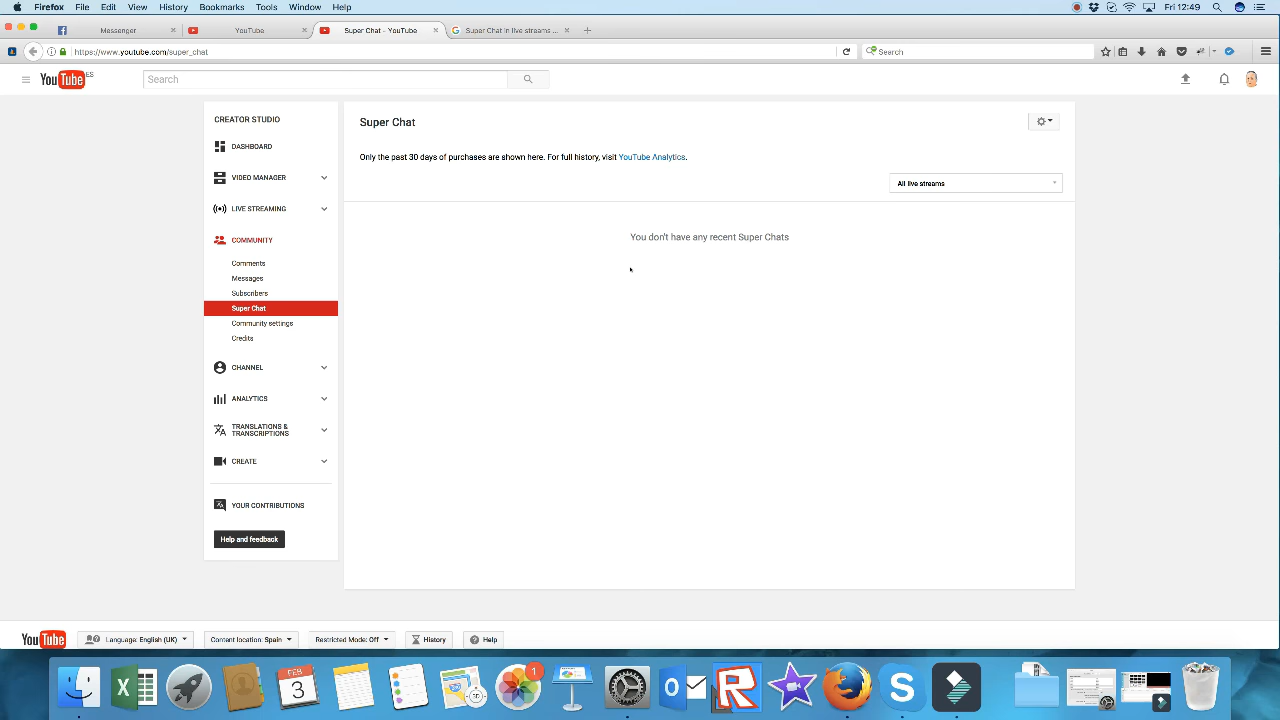 Firefox File Edit View History Bookmarks Tools Window Help Fri 12:49
Messenger YouTube Super Chat - YouTube Super Chat in live streams ...
https://www.youtube.com/super_chat Search
YouTube ES Search
CREATOR STUDIO
DASHBOARD
VIDEO MANAGER
LIVE STREAMING
COMMUNITY
Comments
Messages
Subscribers
Super Chat
Community settings
Credits
CHANNEL
ANALYTICS
TRANSLATIONS &
TRANSCRIPTIONS
CREATE
YOUR CONTRIBUTIONS
Help and feedback
Super Chat
Only the past 30 days of purchases are shown here. For full history, visit YouTube Analytics.
All live streams
You don't have any recent Super Chats
YouTube Language: English (UK) Content location: Spain Restricted Mode: Off History Help
FEB
3
1